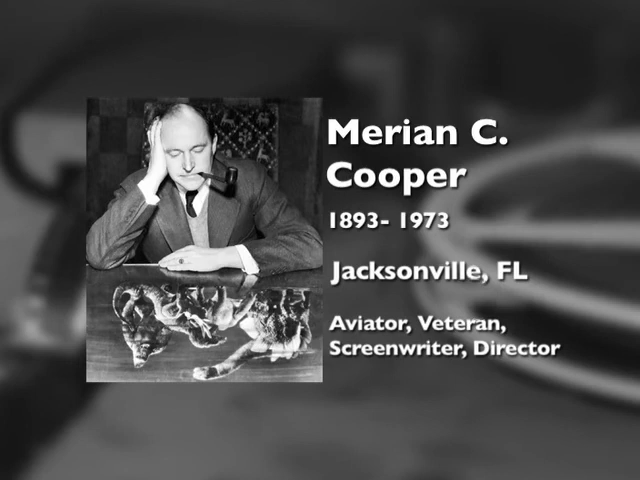 Merian C.
Cooper
1893- 1973
Jacksonville, FL
Aviator, Veteran,
Screenwriter, Director